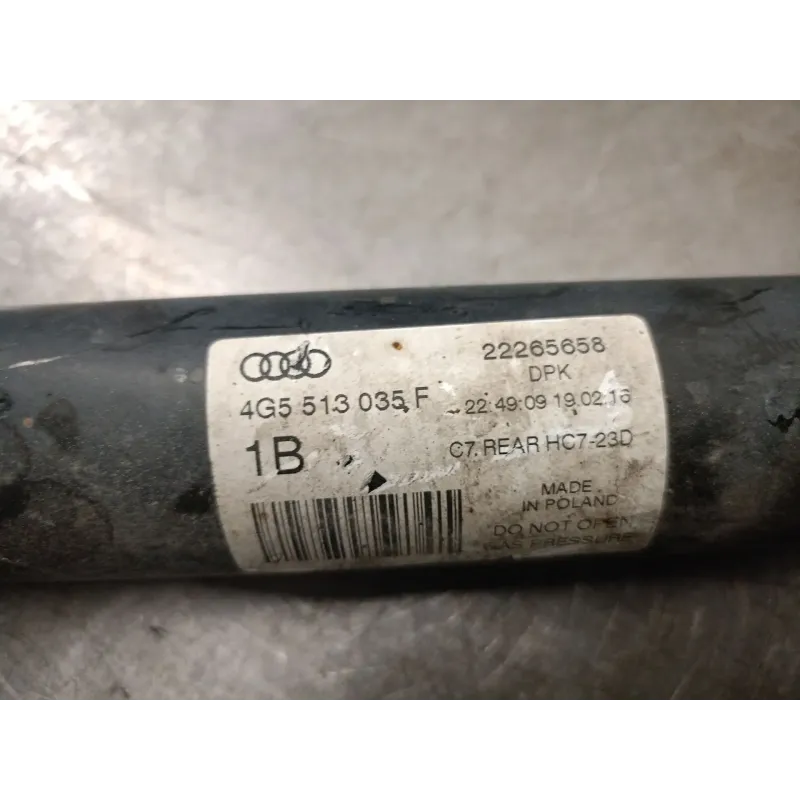 22265658
DPK
4G5 513 035 F
22:49:09 19.02.16
1B
C7. REAR HC7-23D
MADE
IN POLAND
DO NOT OPEN
GAS PRESSURE